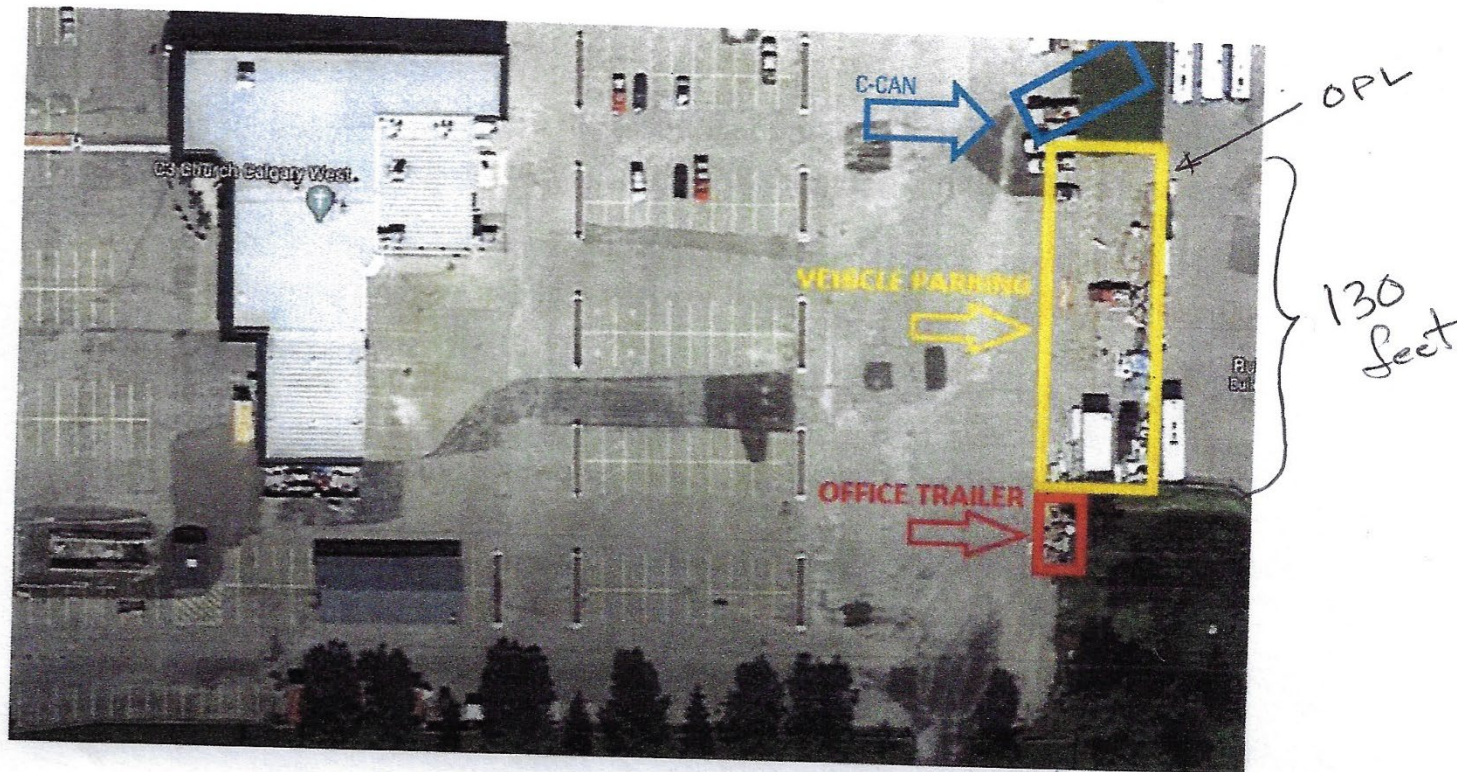 C-CAN
OPL
C3 Church Calgary West
VEHICLE PARKING
130
feet
OFFICE TRAILER